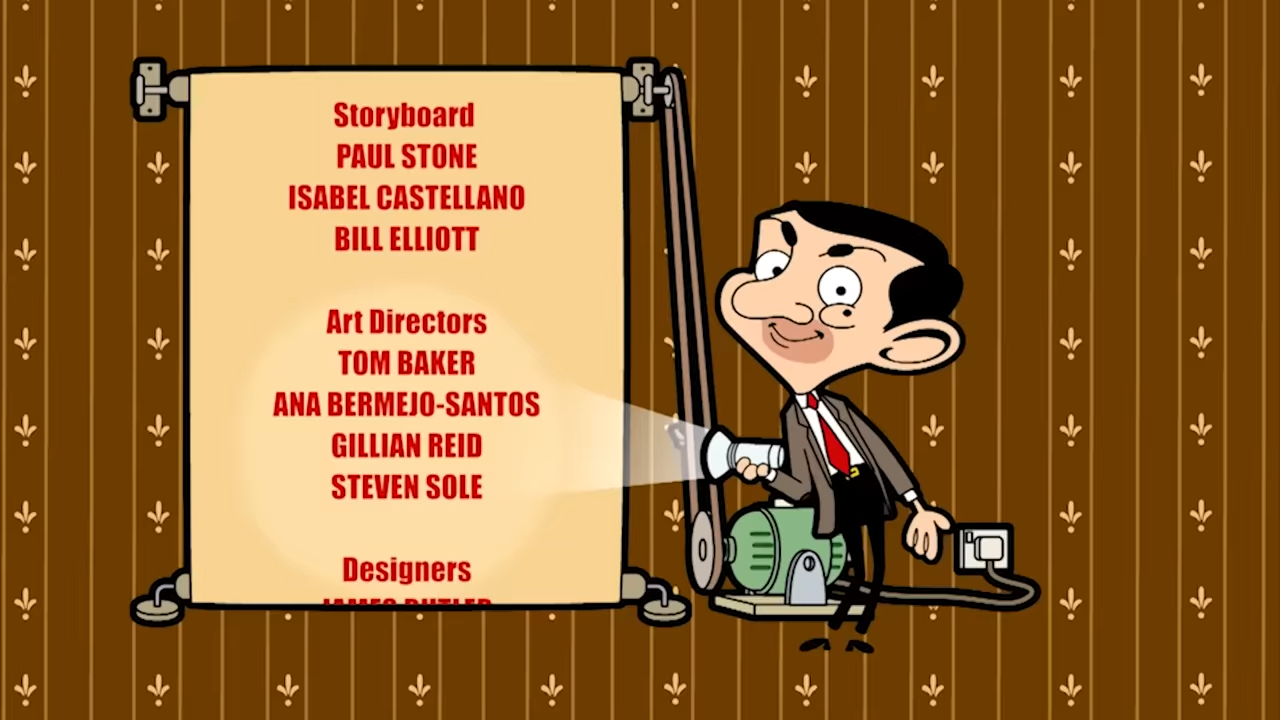 Storyboard
PAUL STONE
ISABEL CASTELLANO
BILL ELLIOTT
Art Directors
TOM BAKER
ANA BERMEJO-SANTOS
GILLIAN REID
STEVEN SOLE
Designers